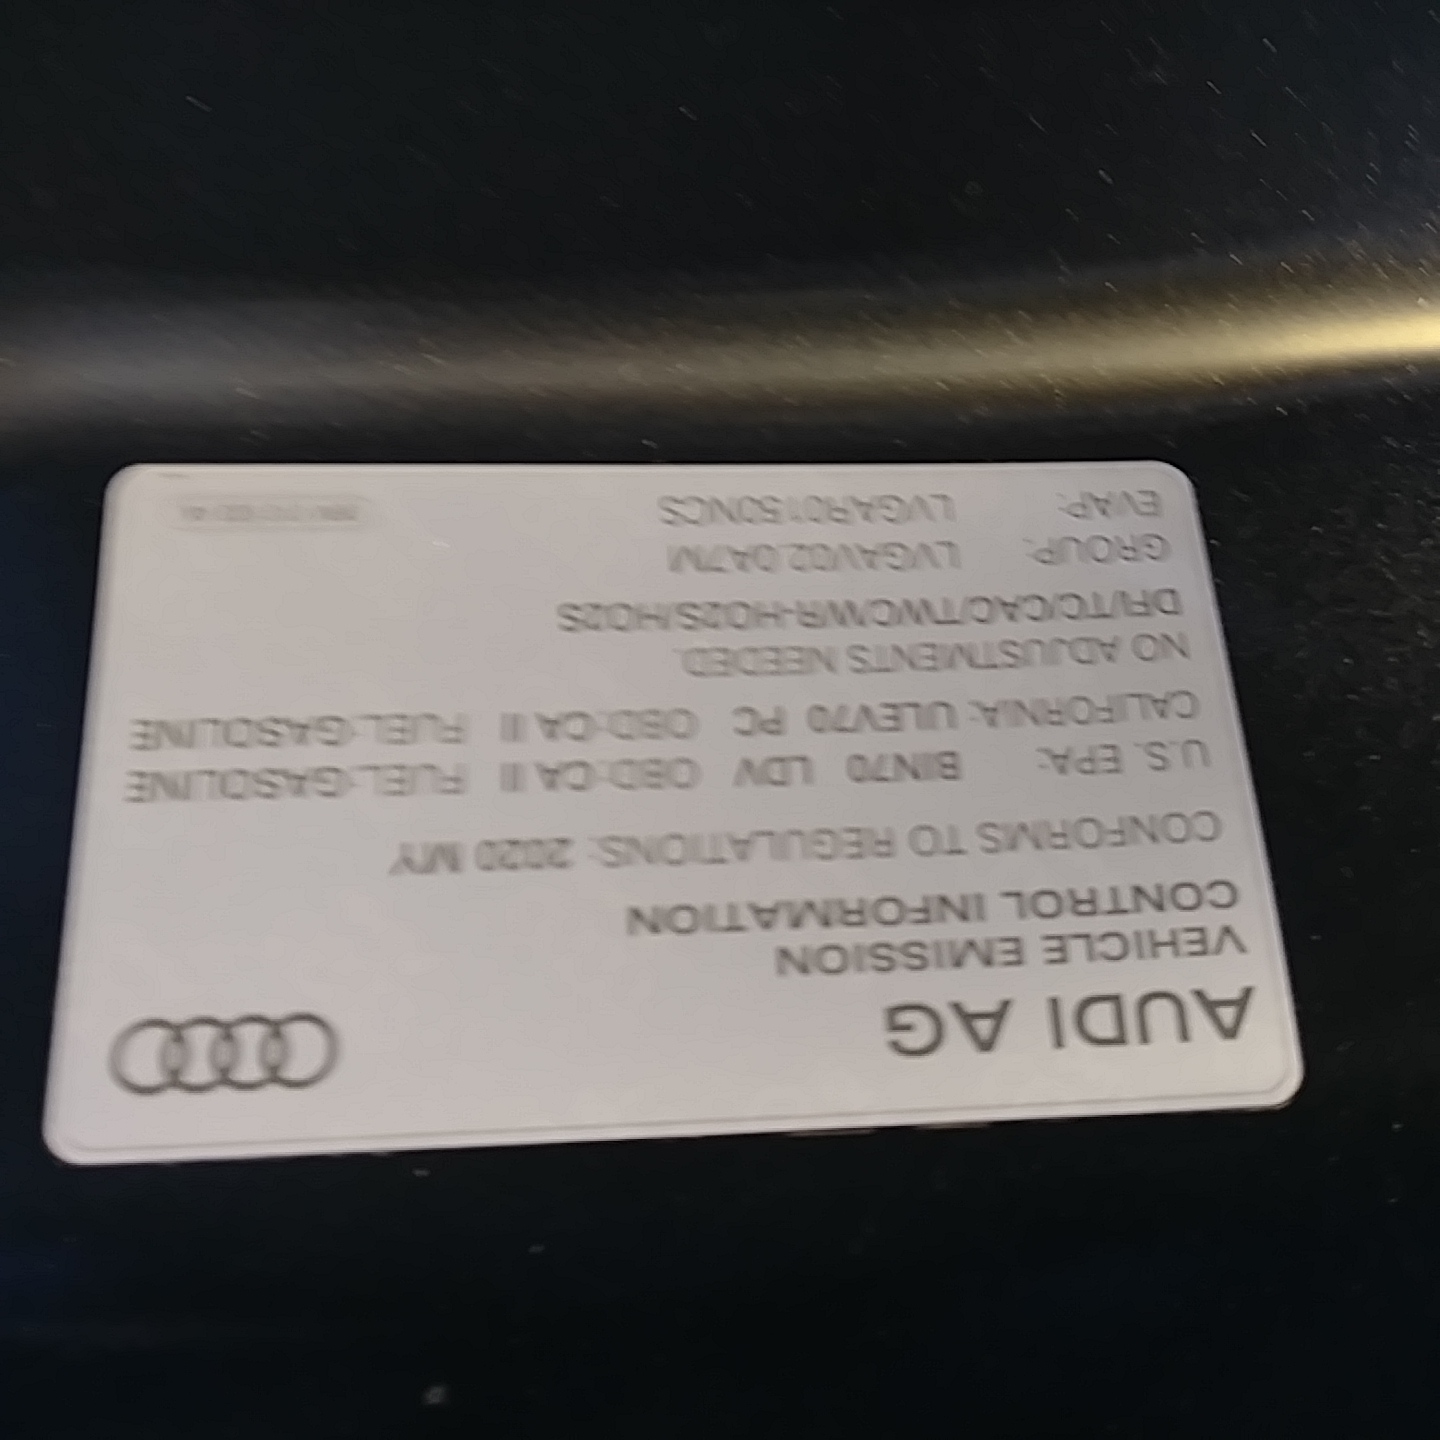 AUDI AG
VEHICLE EMISSION
CONTROL INFORMATION
CONFORMS TO REGULATIONS: 2020 MY
U.S. EPA: BIN70 LDV OBD:CA II FUEL:GASOLINE
CALIFORNIA: ULEV70 PC OBD:CA II FUEL:GASOLINE
NO ADJUSTMENTS NEEDED.
DFI/TC/CAC/TWC/WR-HO2S/HO2S
GROUP: LVGAV02.0A7M
EVAP: LVGAR0150NCS